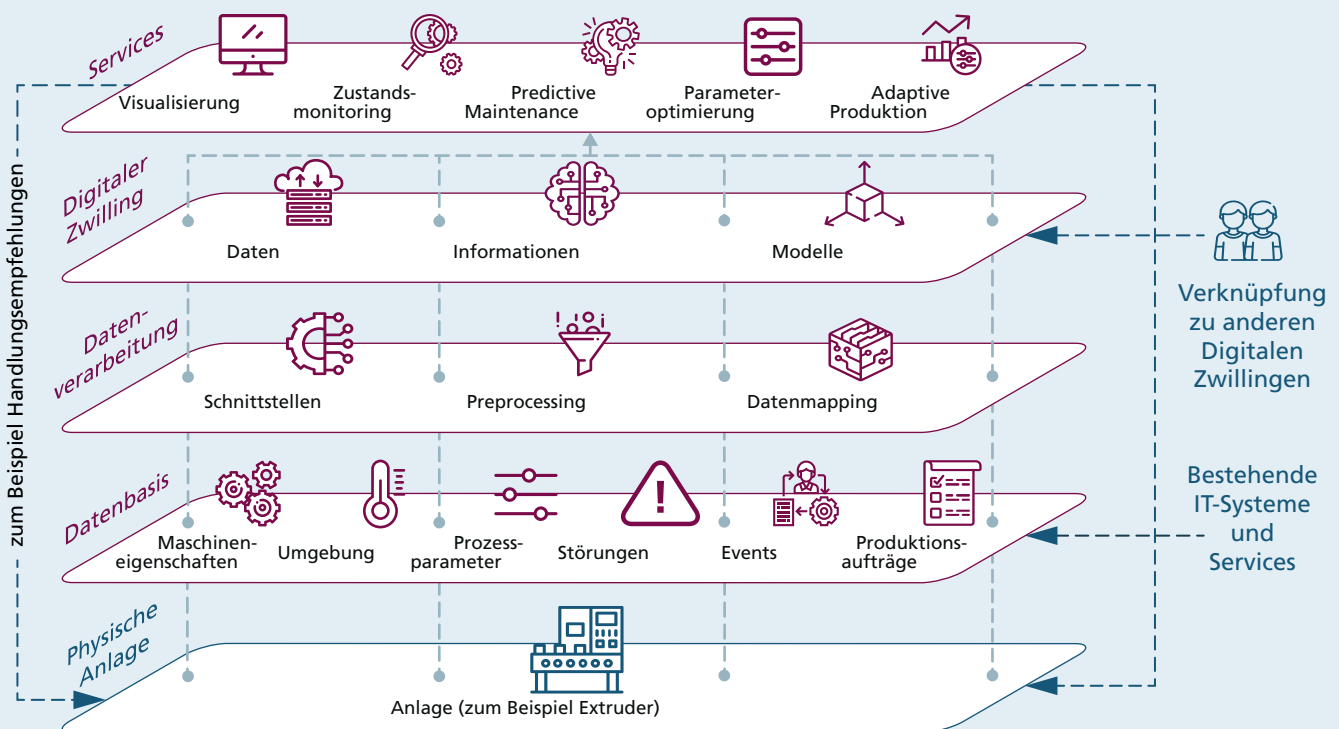 Services
Visualisierung
Zustands-
monitoring
Predictive
Maintenance
Parameter-
optimierung
Adaptive
Produktion
zum Beispiel Handlungsempfehlungen
Digitaler
Zwilling
Daten
Informationen
Modelle
Verknüpfung
zu anderen
Digitalen
Zwillingen
Daten-
verarbeitung
Schnittstellen
Preprocessing
Datenmapping
Datenbasis
Maschinen-
eigenschaften
Umgebung
Prozess-
parameter
Störungen
Events
Produktions-
aufträge
Bestehende
IT-Systeme
und
Services
Physische
Anlage
Anlage (zum Beispiel Extruder)